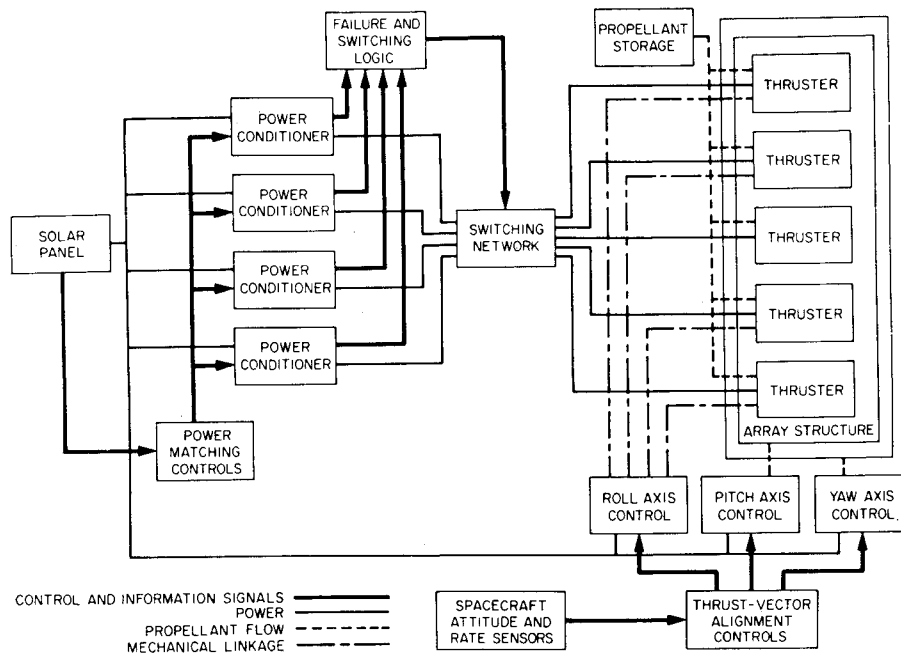 FAILURE AND
SWITCHING
LOGIC
PROPELLANT
STORAGE
THRUSTER
POWER
CONDITIONER
THRUSTER
POWER
CONDITIONER
SOLAR
PANEL
SWITCHING
NETWORK
THRUSTER
POWER
CONDITIONER
THRUSTER
POWER
CONDITIONER
THRUSTER
ARRAY STRUCTURE
POWER
MATCHING
CONTROLS
ROLL AXIS
CONTROL
PITCH AXIS
CONTROL
YAW AXIS
CONTROL
CONTROL AND INFORMATION SIGNALS
POWER
PROPELLANT FLOW
MECHANICAL LINKAGE
SPACECRAFT
ATTITUDE AND
RATE SENSORS
THRUST-VECTOR
ALIGNMENT
CONTROLS